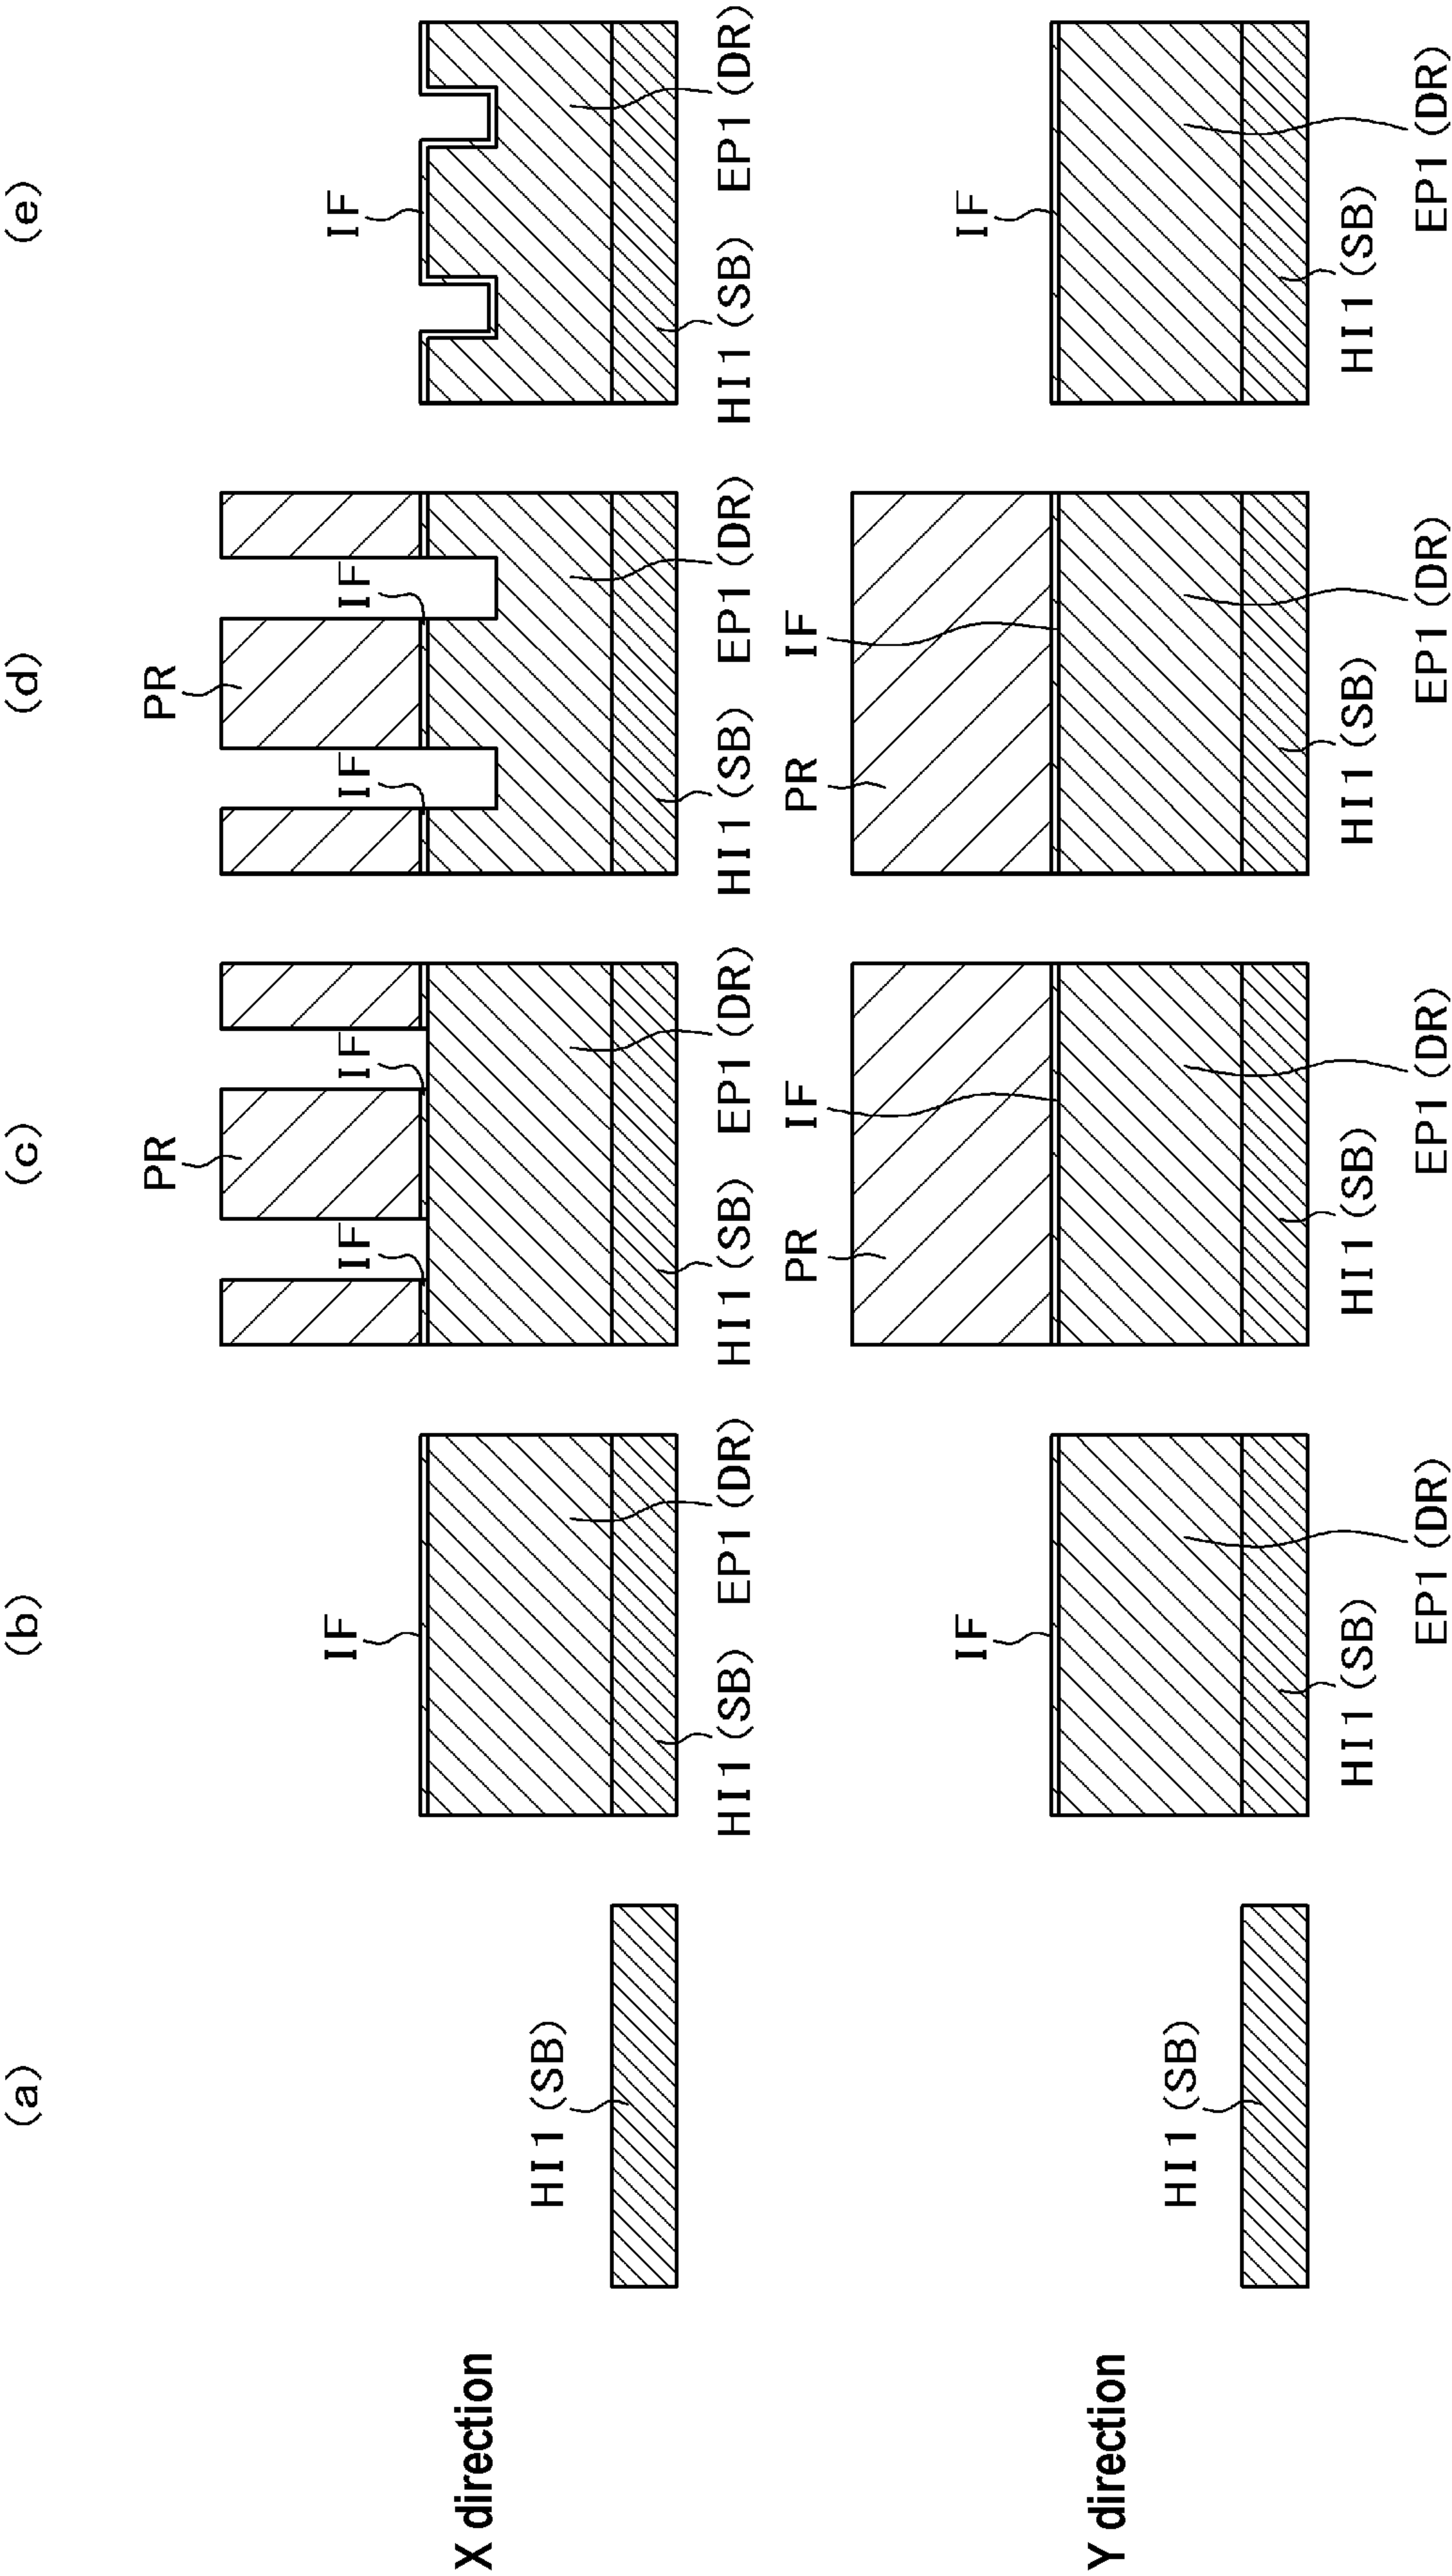 (a) (b) (c) (d) (e)
PR PR
IF IF IF IF IF IF
X direction
HI1 (SB)
HI1 (SB) EP1 (DR) HI1 (SB) EP1 (DR) HI1 (SB) EP1 (DR) HI1 (SB) EP1 (DR)
PR IF PR IF
IF IF
Y direction
HI1 (SB)
HI1 (SB) HI1 (SB) HI1 (SB) HI1 (SB)
EP1 (DR) EP1 (DR) EP1 (DR) EP1 (DR)